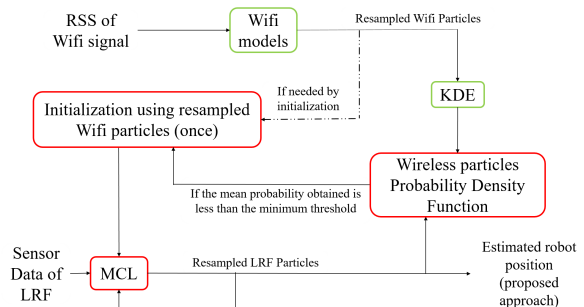 RSS of
Wifi signal
Wifi
models
Resampled Wifi Particles
If needed by
initialization
KDE
Initialization using resampled
Wifi particles (once)
Wireless particles
Probability Density
Function
If the mean probability obtained is
less than the minimum threshold
Sensor
Data of
LRF
MCL
Resampled LRF Particles
Estimated robot
position
(proposed
approach)